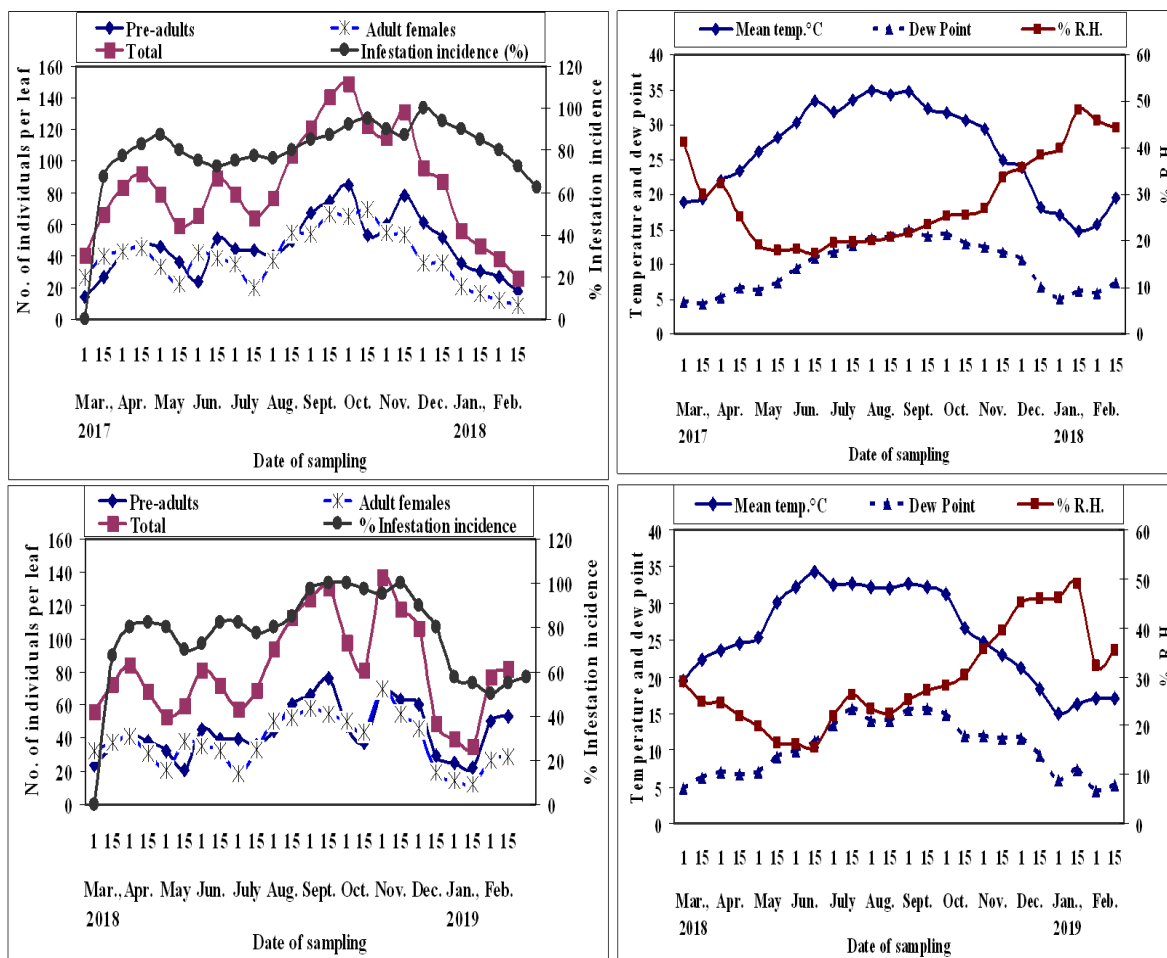 Pre-adults Adult females
Total Infestation incidence (%)
No. of individuals per leaf
160
140
120
100
80
60
40
20
0
120
100
80
60
40
20
0
% Infestation incidence
1 15 1 15 1 15 1 15 1 15 1 15 1 15 1 15 1 15 1 15 1 15 1 15
Mar., Apr. May Jun. July Aug. Sept. Oct. Nov. Dec. Jan., Feb.
2017 2018
Date of sampling
Mean temp.°C Dew Point % R.H.
Temperature and dew point
40
35
30
25
20
15
10
5
0
60
50
40
30
20
10
0
% R.H.
1 15 1 15 1 15 1 15 1 15 1 15 1 15 1 15 1 15 1 15 1 15 1 15
Mar., Apr. May Jun. July Aug. Sept. Oct. Nov. Dec. Jan., Feb.
2017 2018
Date of sampling
Pre-adults Adult females
Total % Infestation incidence
No. of individuals per leaf
160
140
120
100
80
60
40
20
0
120
100
80
60
40
20
0
% Infestation incidence
1 15 1 15 1 15 1 15 1 15 1 15 1 15 1 15 1 15 1 15 1 15 1 15
Mar., Apr. May Jun. July Aug. Sept. Oct. Nov. Dec. Jan., Feb.
2018 2019
Date of sampling
Mean temp.°C Dew Point % R.H.
Temperature and dew point
40
35
30
25
20
15
10
5
0
60
50
40
30
20
10
0
% R.H.
1 15 1 15 1 15 1 15 1 15 1 15 1 15 1 15 1 15 1 15 1 15 1 15
Mar., Apr. May Jun. July Aug. Sept. Oct. Nov. Dec. Jan., Feb.
2018 2019
Date of sampling